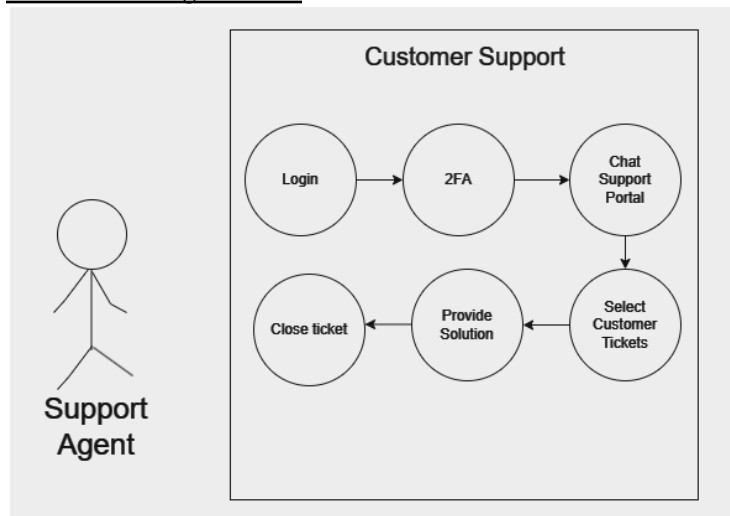 Customer Support
Login
2FA
Chat
Support
Portal
Close ticket
Provide
Solution
Select
Customer
Tickets
Support
Agent